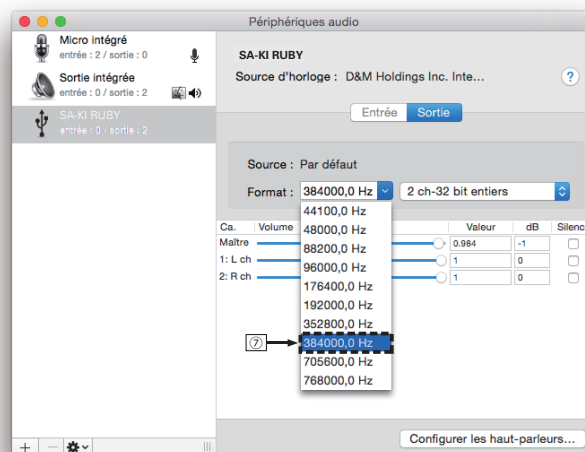 Périphériques audio
Micro intégré
entrée : 2 / sortie : 0
Sortie intégrée
entrée : 0 / sortie : 2
SA-KI RUBY
entrée : 0 / sortie : 2
SA-KI RUBY
Source d'horloge : D&M Holdings Inc. Inte...
?
Entrée Sortie
Source : Par défaut
Format : 384000,0 Hz 2 ch-32 bit entiers
44100,0 Hz
48000,0 Hz
88200,0 Hz
96000,0 Hz
176400,0 Hz
192000,0 Hz
352800,0 Hz
⑦ 384000,0 Hz
705600,0 Hz
768000,0 Hz
Ca. Volume Valeur dB Silenc
Maître 0.984 -1
1: L ch 1 0
2: R ch 1 0
Configurer les haut-parleurs...